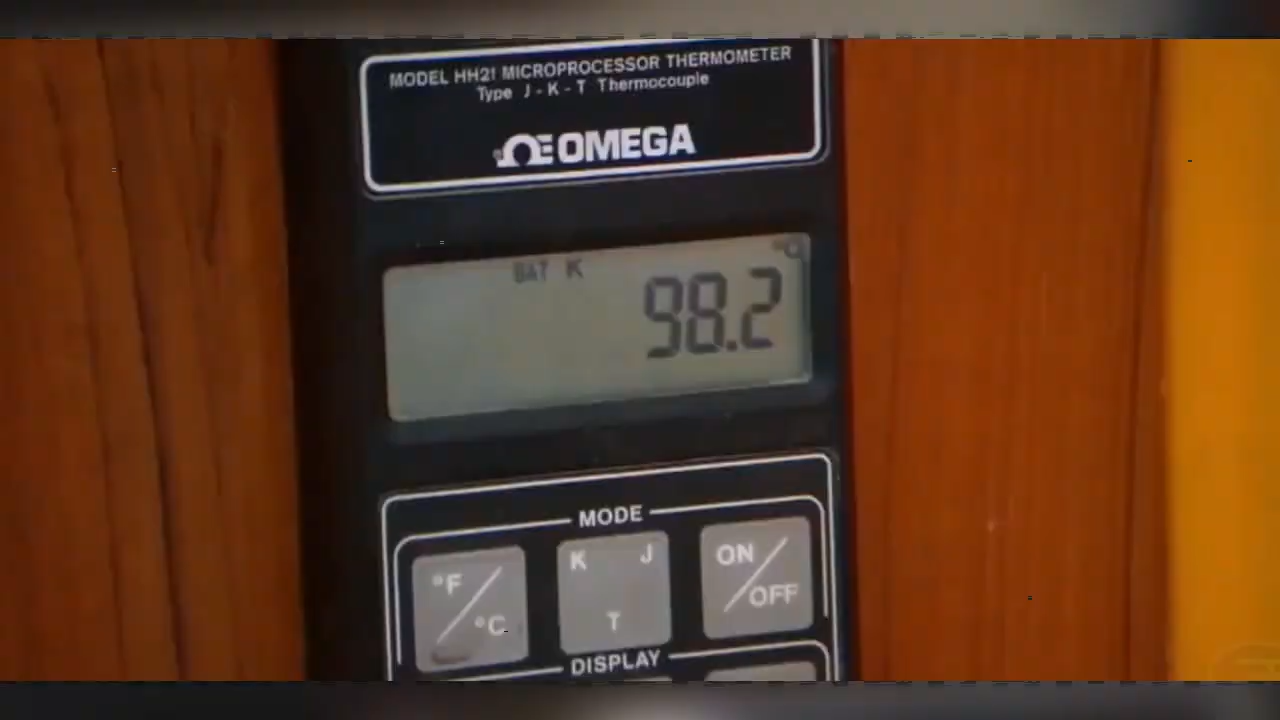 MODEL HH21 MICROPROCESSOR THERMOMETER
Type J - K - T Thermocouple
OMEGA
BAT K
98.2
MODE
°F/°C
K J
T
ON/OFF
DISPLAY